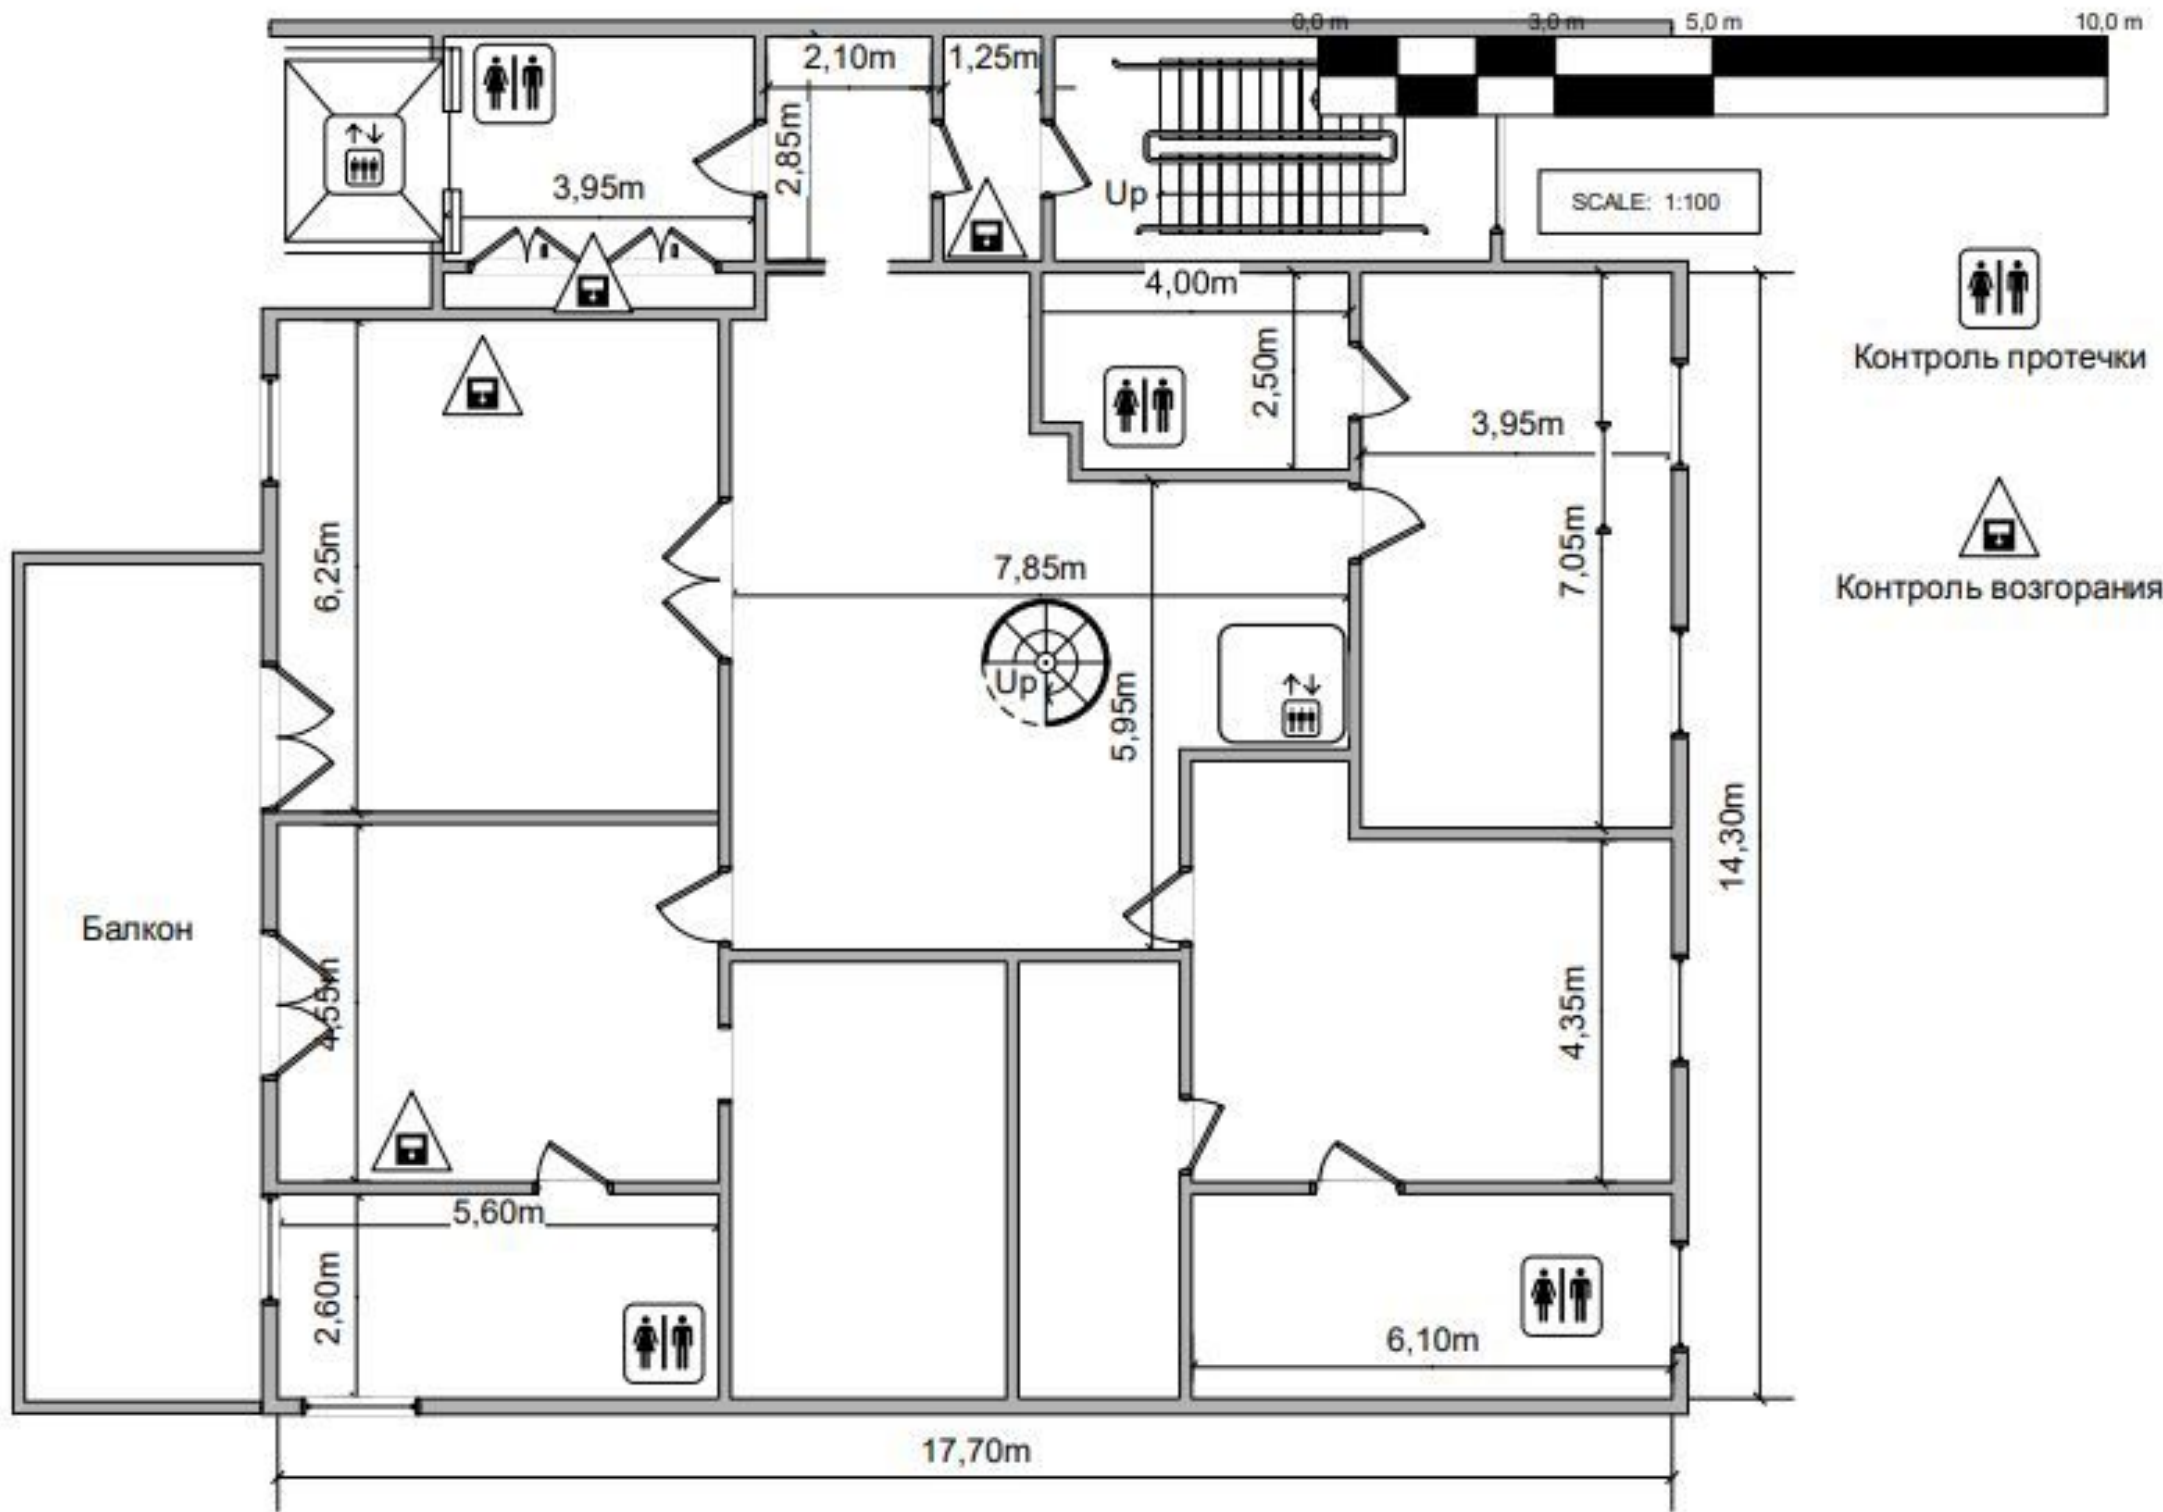 0,0 m
3,0 m
5,0 m
10,0 m
2,10m
1,25m
2,85m
3,95m
Up
SCALE: 1:100
4,00m
2,50m
Контроль протечки
3,95m
6,25m
7,85m
7,05m
Контроль возгорания
Up
5,95m
14,30m
Балкон
4,55m
4,35m
5,60m
2,60m
6,10m
17,70m